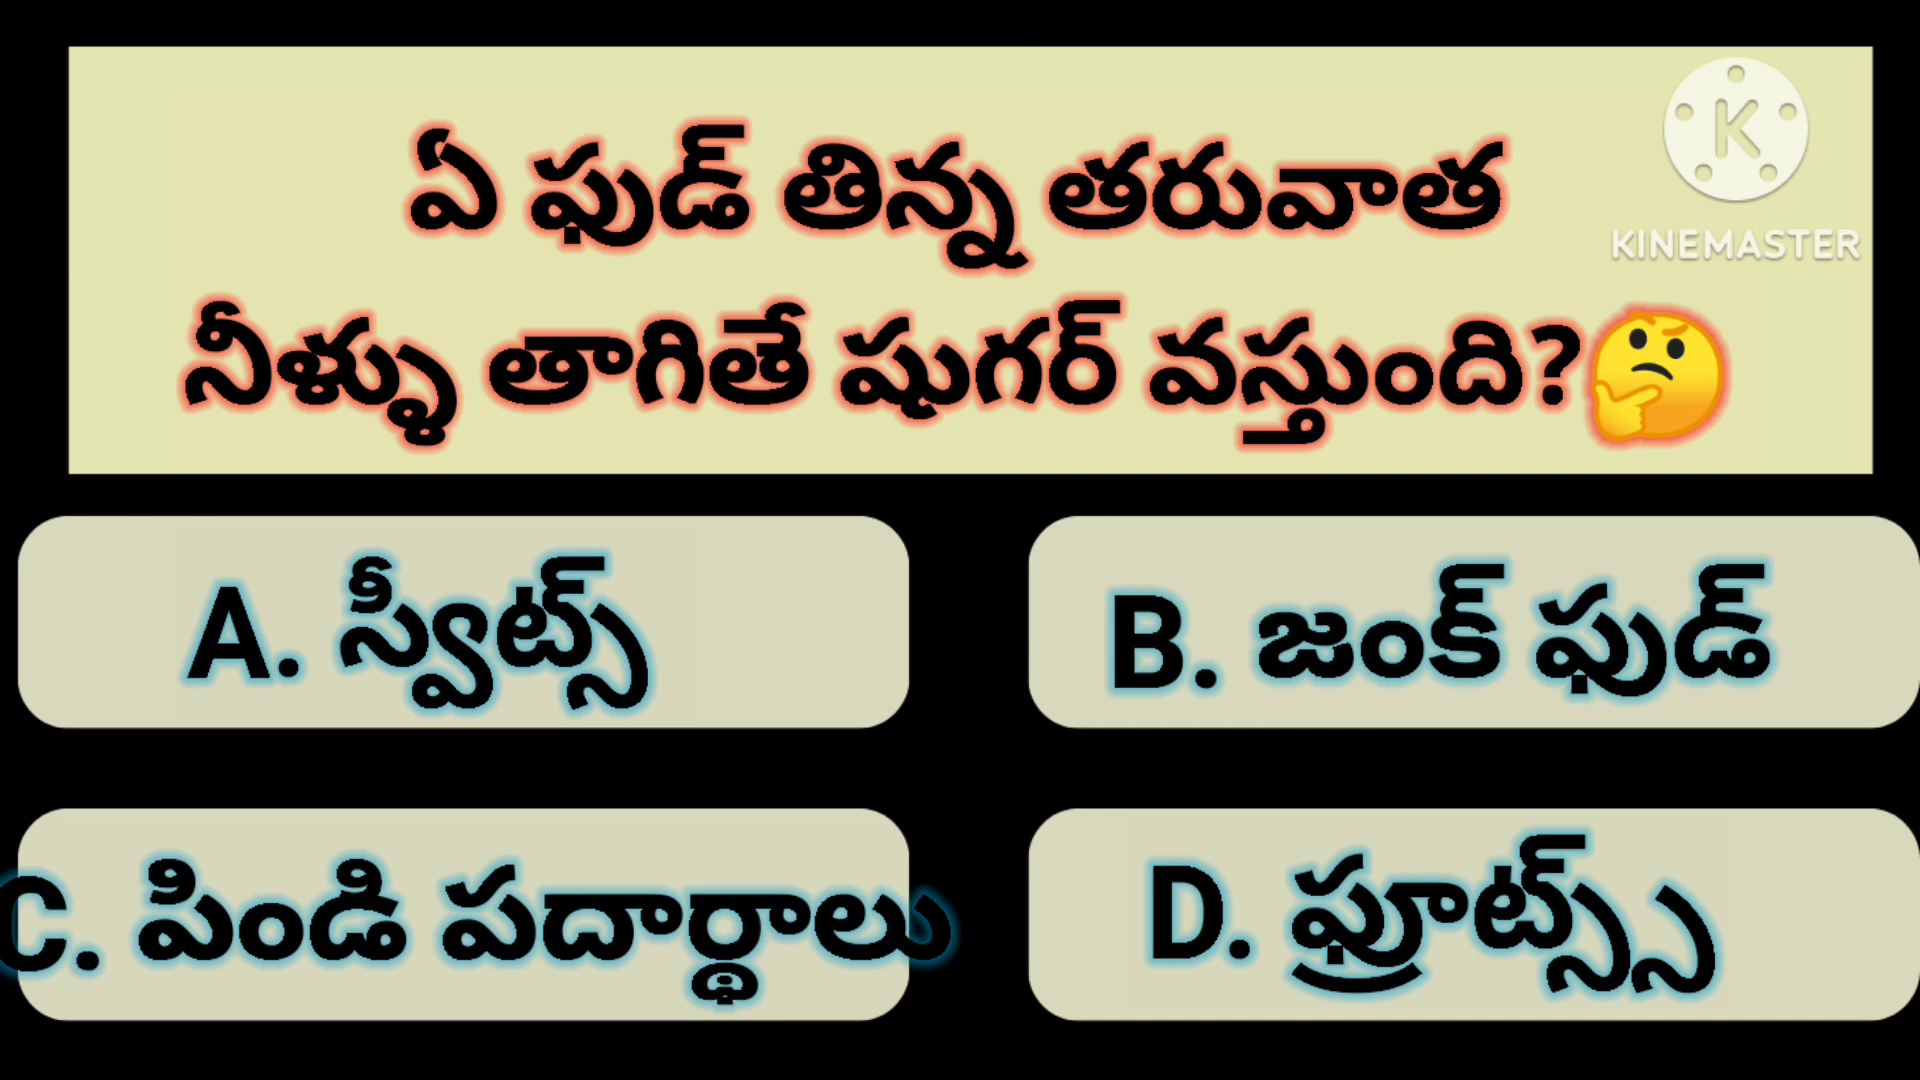 ఏ ఫుడ్ తిన్న తరువాత
నీళ్ళు తాగితే షుగర్ వస్తుంది?🤔
KINEMASTER
A. స్వీట్స్
B. జంక్ ఫుడ్
C. పిండి పదార్థాలు
D. ఫ్రూట్స్స్